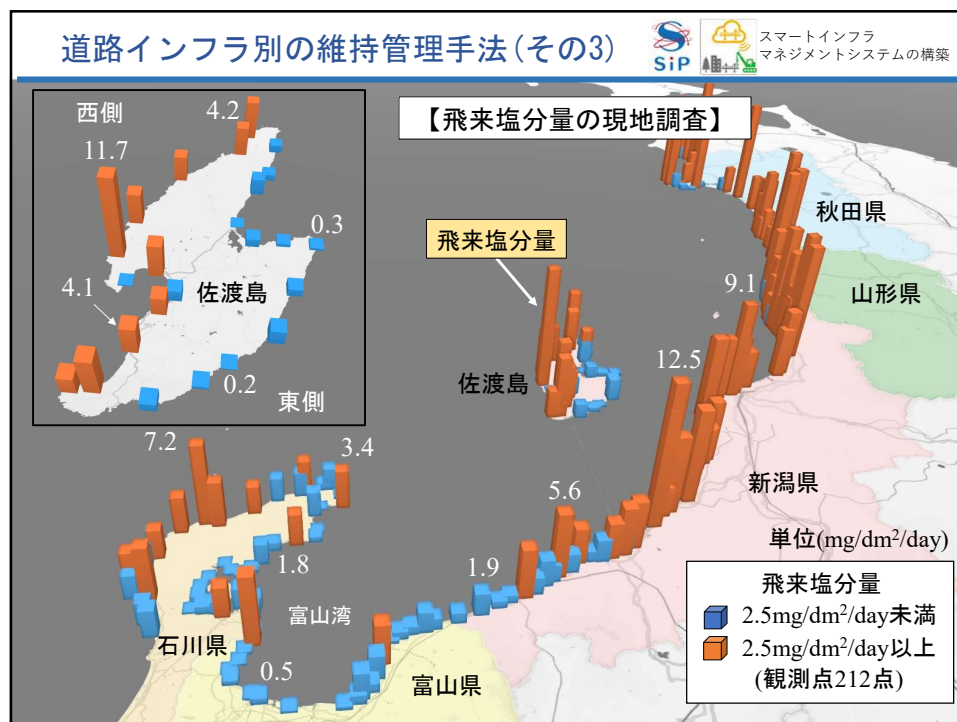 道路インフラ別の維持管理手法(その3)
SiP
スマートインフラ
マネジメントシステムの構築
【飛来塩分量の現地調査】
西側
4.2
11.7
0.3
4.1
佐渡島
0.2
東側
飛来塩分量
佐渡島
秋田県
9.1
山形県
12.5
7.2
3.4
5.6
新潟県
単位(mg/dm²/day)
1.9
1.8
富山湾
石川県
0.5
富山県
飛来塩分量
2.5mg/dm²/day未満
2.5mg/dm²/day以上
(観測点212点)